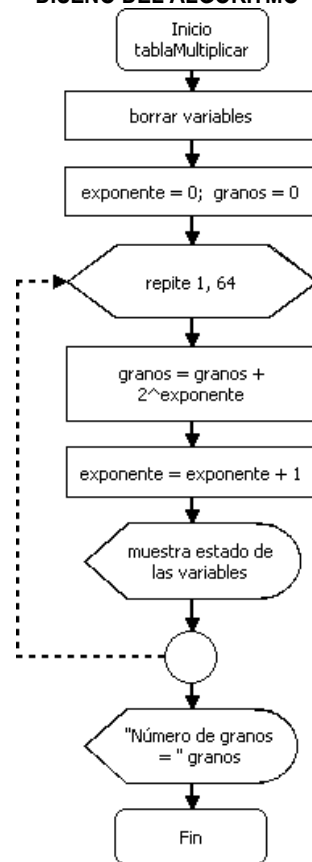 DISEÑO DEL ALGORITMO
Inicio
tablaMultiplicar
borrar variables
exponente = 0; granos = 0
repite 1, 64
granos = granos +
2^exponente
exponente = exponente + 1
muestra estado de
las variables
"Número de granos
= " granos
Fin